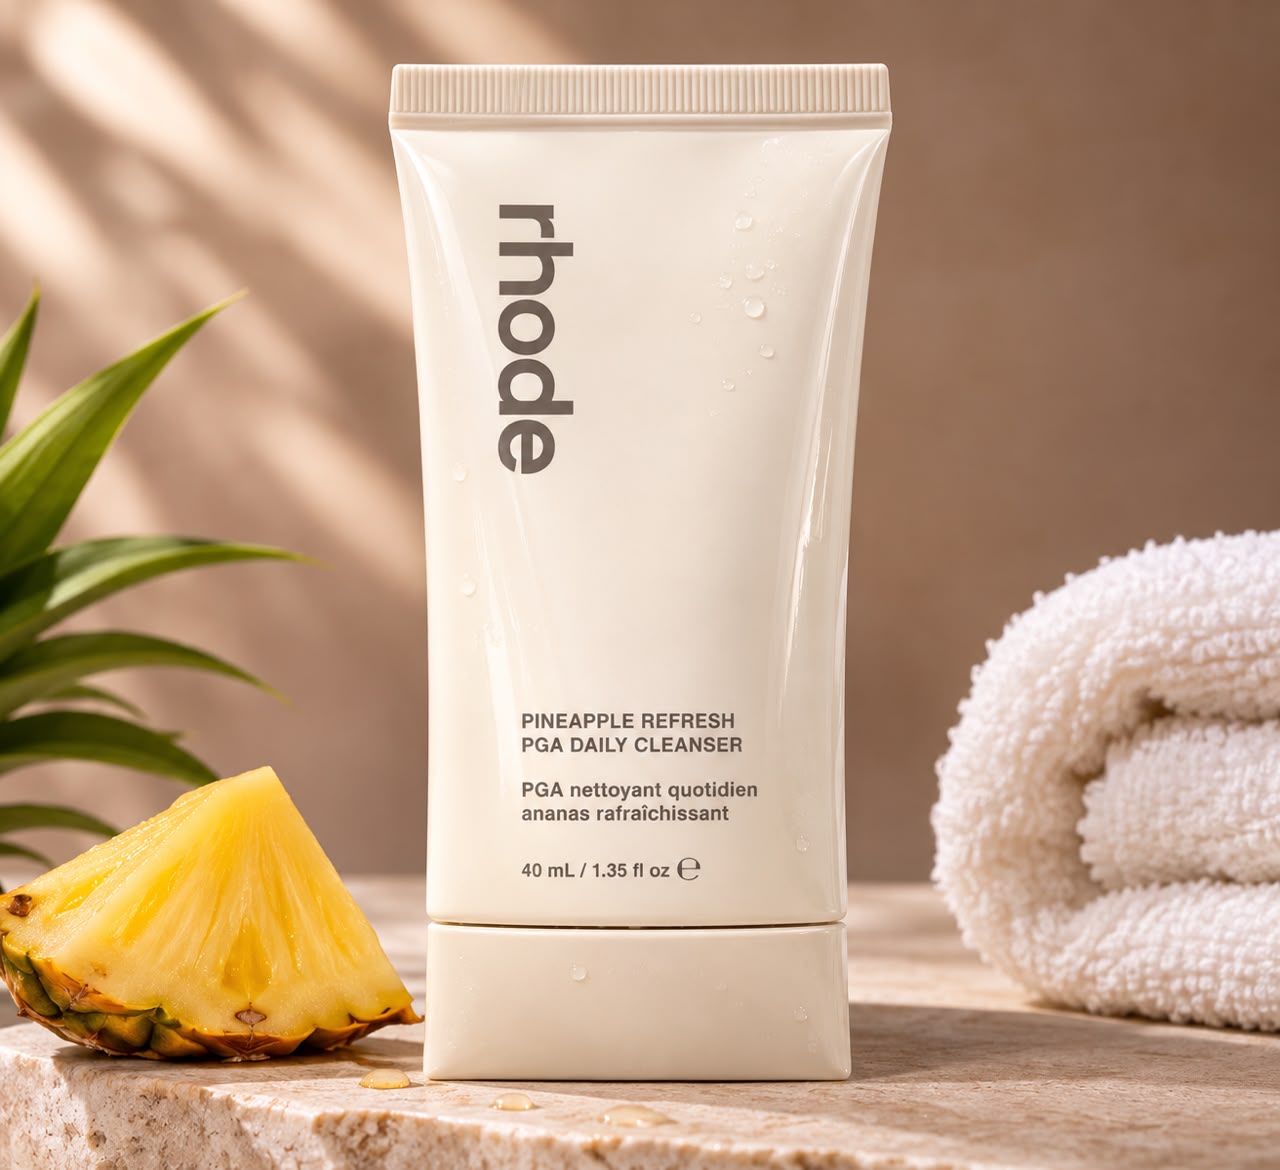 rhode
PINEAPPLE REFRESH
PGA DAILY CLEANSER
PGA nettoyant quotidien
ananas rafraîchissant
40 mL / 1.35 fl oz ℮